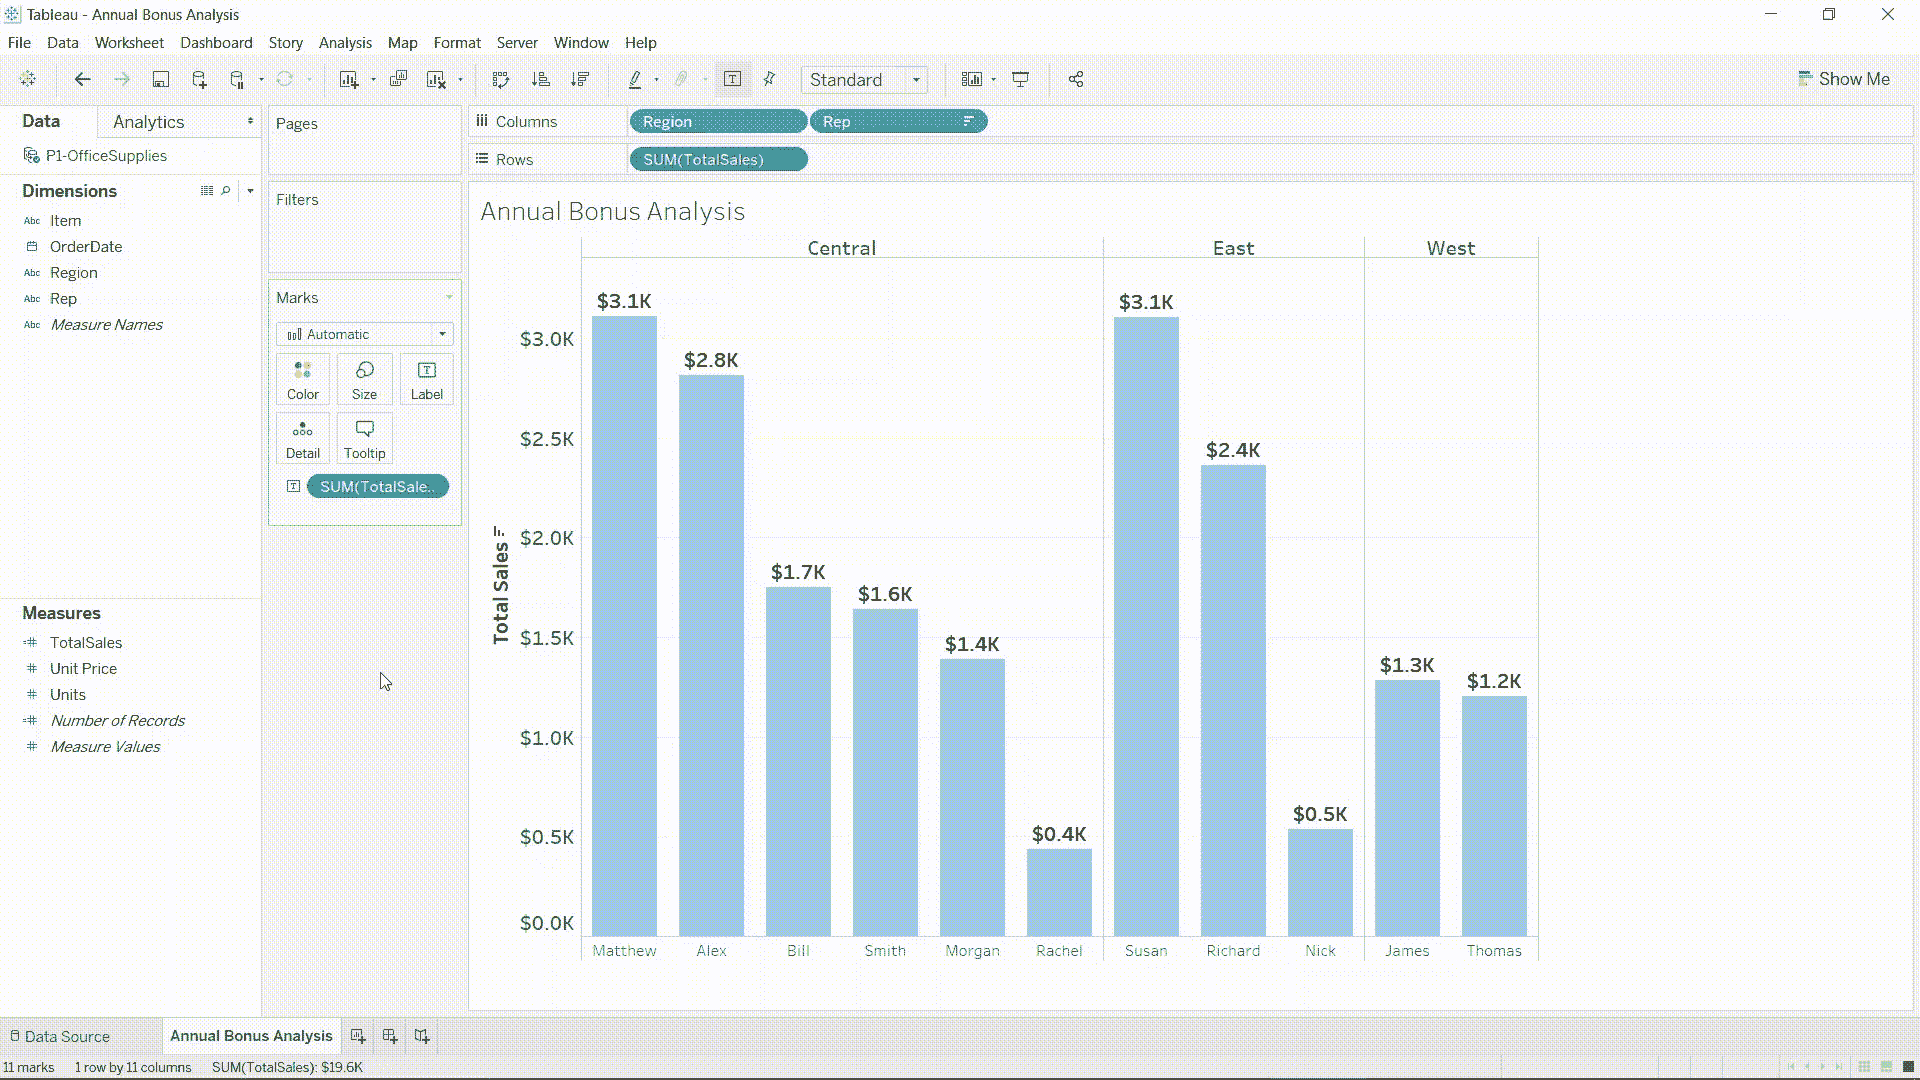 Tableau - Annual Bonus Analysis
File Data Worksheet Dashboard Story Analysis Map Format Server Window Help
Standard
Show Me
Data
Analytics
P1-OfficeSupplies
Dimensions
Abc Item
OrderDate
Abc Region
Abc Rep
Abc Measure Names
Measures
TotalSales
Unit Price
Units
Number of Records
Measure Values
Pages
Filters
Marks
Automatic
Color Size Label
Detail Tooltip
SUM(TotalSale..
Columns Region Rep
Rows SUM(TotalSales)
Annual Bonus Analysis
Central East West
Total Sales
$3.0K
$2.5K
$2.0K
$1.5K
$1.0K
$0.5K
$0.0K
$3.1K
$2.8K
$1.7K
$1.6K
$1.4K
$0.4K
$3.1K
$2.4K
$0.5K
$1.3K
$1.2K
Matthew Alex Bill Smith Morgan Rachel Susan Richard Nick James Thomas
Data Source Annual Bonus Analysis
11 marks 1 row by 11 columns SUM(TotalSales): $19.6K